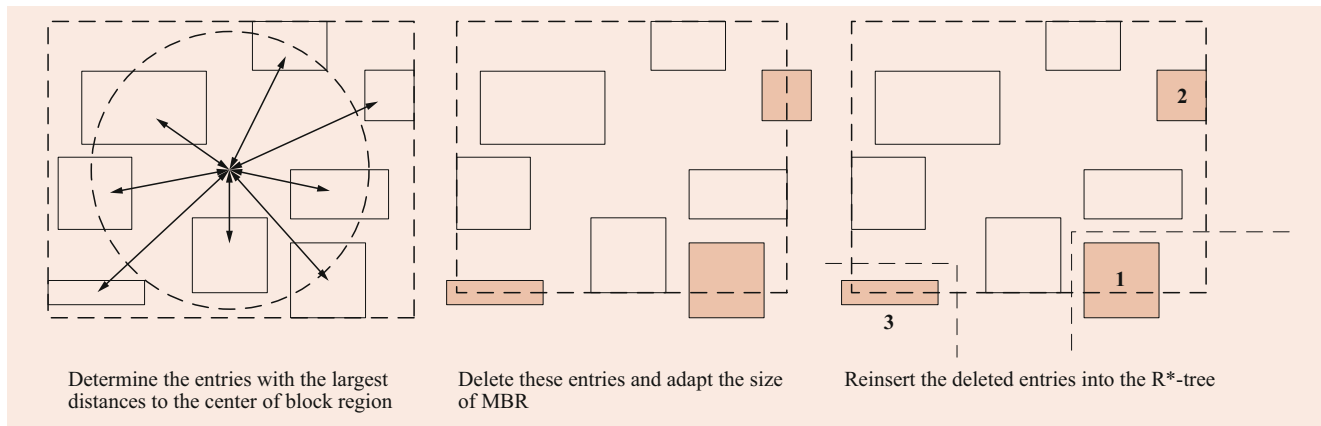 2
1
3
Determine the entries with the largest
distances to the center of block region
Delete these entries and adapt the size
of MBR
Reinsert the deleted entries into the R*-tree